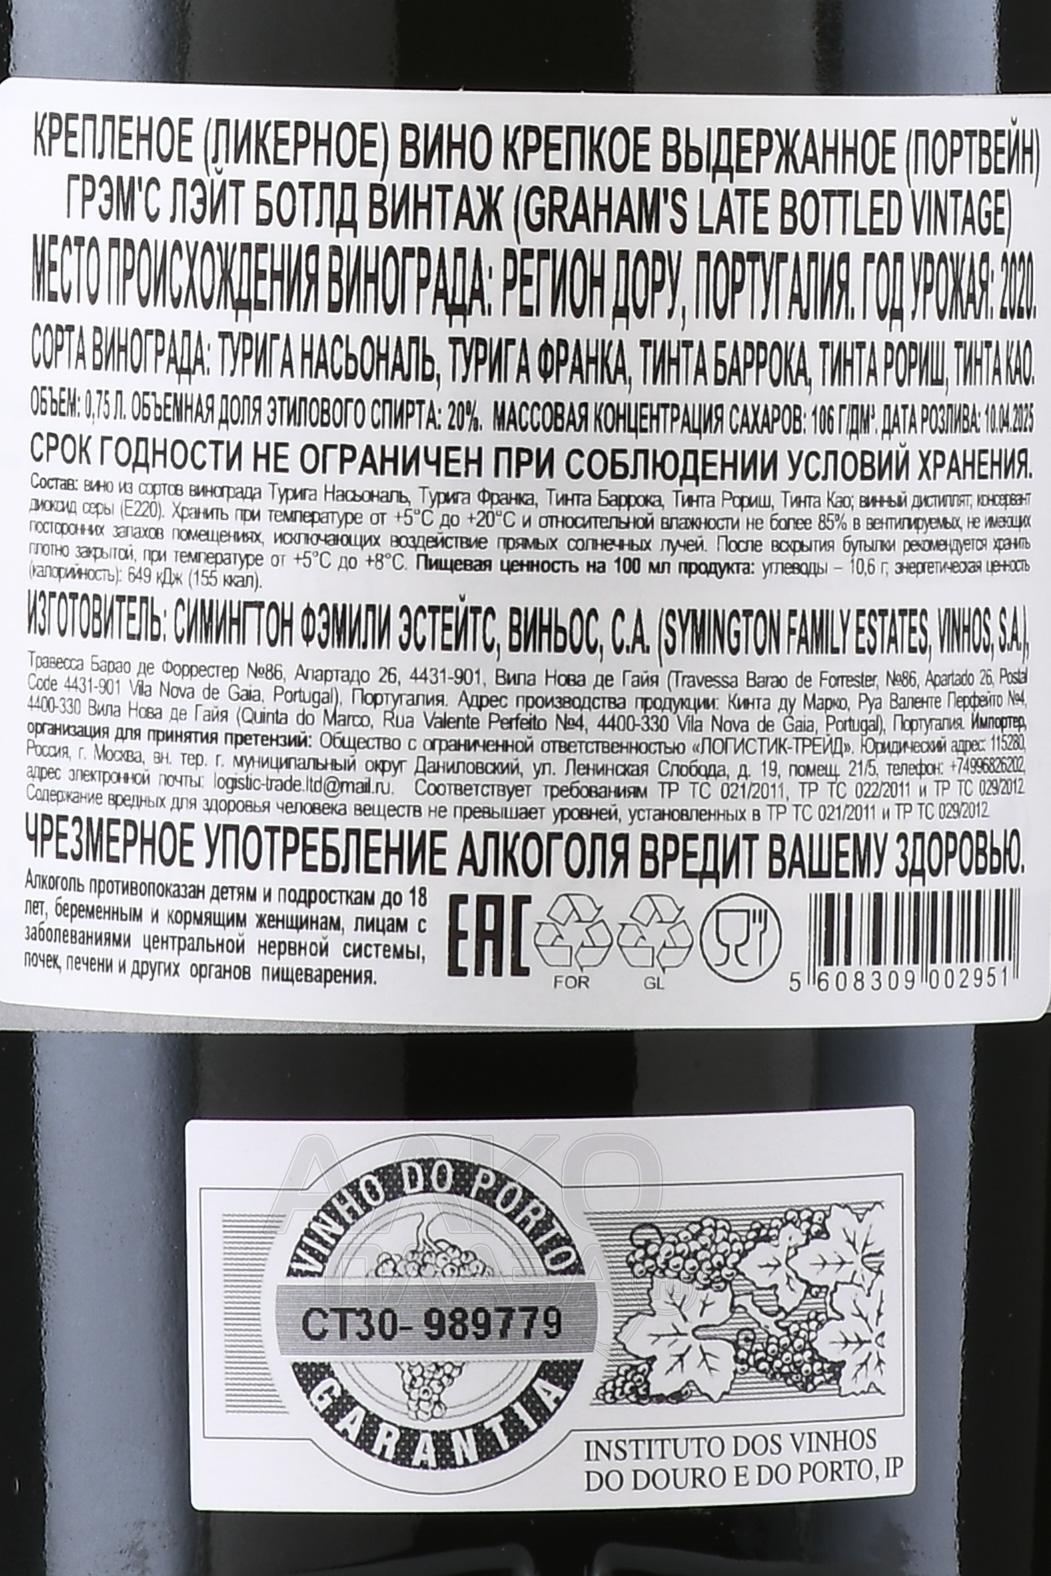 КРЕПЛЕНОЕ (ЛИКЕРНОЕ) ВИНО КРЕПКОЕ ВЫДЕРЖАННОЕ (ПОРТВЕЙН)
ГРЭМ'С ЛЭЙТ БОТЛД ВИНТАЖ (GRAHAM'S LATE BOTTLED VINTAGE)
МЕСТО ПРОИСХОЖДЕНИЯ ВИНОГРАДА: РЕГИОН ДОРУ, ПОРТУГАЛИЯ. ГОД УРОЖАЯ: 2020.
СОРТА ВИНОГРАДА: ТУРИГА НАСЬОНАЛЬ, ТУРИГА ФРАНКА, ТИНТА БАРРОКА, ТИНТА РОРИШ, ТИНТА КАО.
ОБЪЕМ: 0,75 Л. ОБЪЕМНАЯ ДОЛЯ ЭТИЛОВОГО СПИРТА: 20%. МАССОВАЯ КОНЦЕНТРАЦИЯ САХАРОВ: 106 Г/ДМ³. ДАТА РОЗЛИВА: 10.04.2025
СРОК ГОДНОСТИ НЕ ОГРАНИЧЕН ПРИ СОБЛЮДЕНИИ УСЛОВИЙ ХРАНЕНИЯ.
Состав: вино из сортов винограда Турига Насьональ, Турига Франка, Тинта Баррока, Тинта Рориш, Тинта Као; винный дистиллят, консервант
диоксид серы (Е220). Хранить при температуре от +5°C до +20°C и относительной влажности не более 85% в вентилируемых, не имеющих
посторонних запахов помещениях, исключающих воздействие прямых солнечных лучей. После вскрытия бутылки рекомендуется хранить
плотно закрытой, при температуре от +5°C до +8°C. Пищевая ценность на 100 мл продукта: углеводы – 10,6 г, энергетическая ценность
(калорийность): 649 кДж (155 ккал).
ИЗГОТОВИТЕЛЬ: СИМИНГТОН ФЭМИЛИ ЭСТЕЙТС, ВИНЬОС, С.А. (SYMINGTON FAMILY ESTATES, VINHOS, S.A.),
Травесса Барао де Форрестер №86, Апартадо 26, 4431-901, Вила Нова де Гайя (Travessa Barao de Forrester, №86, Apartado 26, Postal
Code 4431-901 Vila Nova de Gaia, Portugal), Португалия. Адрес производства продукции: Кинта ду Марко, Руа Валенте Перфейто №4,
4400-330 Вила Нова де Гайя (Quinta do Marco, Rua Valente Perfeito №4, 4400-330 Vila Nova de Gaia, Portugal), Португалия. Импортер,
организация для принятия претензий: Общество с ограниченной ответственностью «ЛОГИСТИК-ТРЕЙД». Юридический адрес: 115280,
Россия, г. Москва, вн. тер. г. муниципальный округ Даниловский, ул. Ленинская Слобода, д. 19, помещ. 21/5, телефон: +74996826202,
адрес электронной почты: logistic-trade.ltd@mail.ru. Соответствует требованиям ТР ТС 021/2011, ТР ТС 022/2011 и ТР ТС 029/2012
Содержание вредных для здоровья человека веществ не превышает уровней, установленных в ТР ТС 021/2011 и ТР ТС 029/2012
ЧРЕЗМЕРНОЕ УПОТРЕБЛЕНИЕ АЛКОГОЛЯ ВРЕДИТ ВАШЕМУ ЗДОРОВЬЮ.
Алкоголь противопоказан детям и подросткам до 18
лет, беременным и кормящим женщинам, лицам с
заболеваниями центральной нервной системы,
почек, печени и других органов пищеварения.
ЕАС
FOR
GL
5 608309 002951
VINHO DO PORTO
CT30-989779
GARANTIA
INSTITUTO DOS VINHOS
DO DOURO E DO PORTO, IP